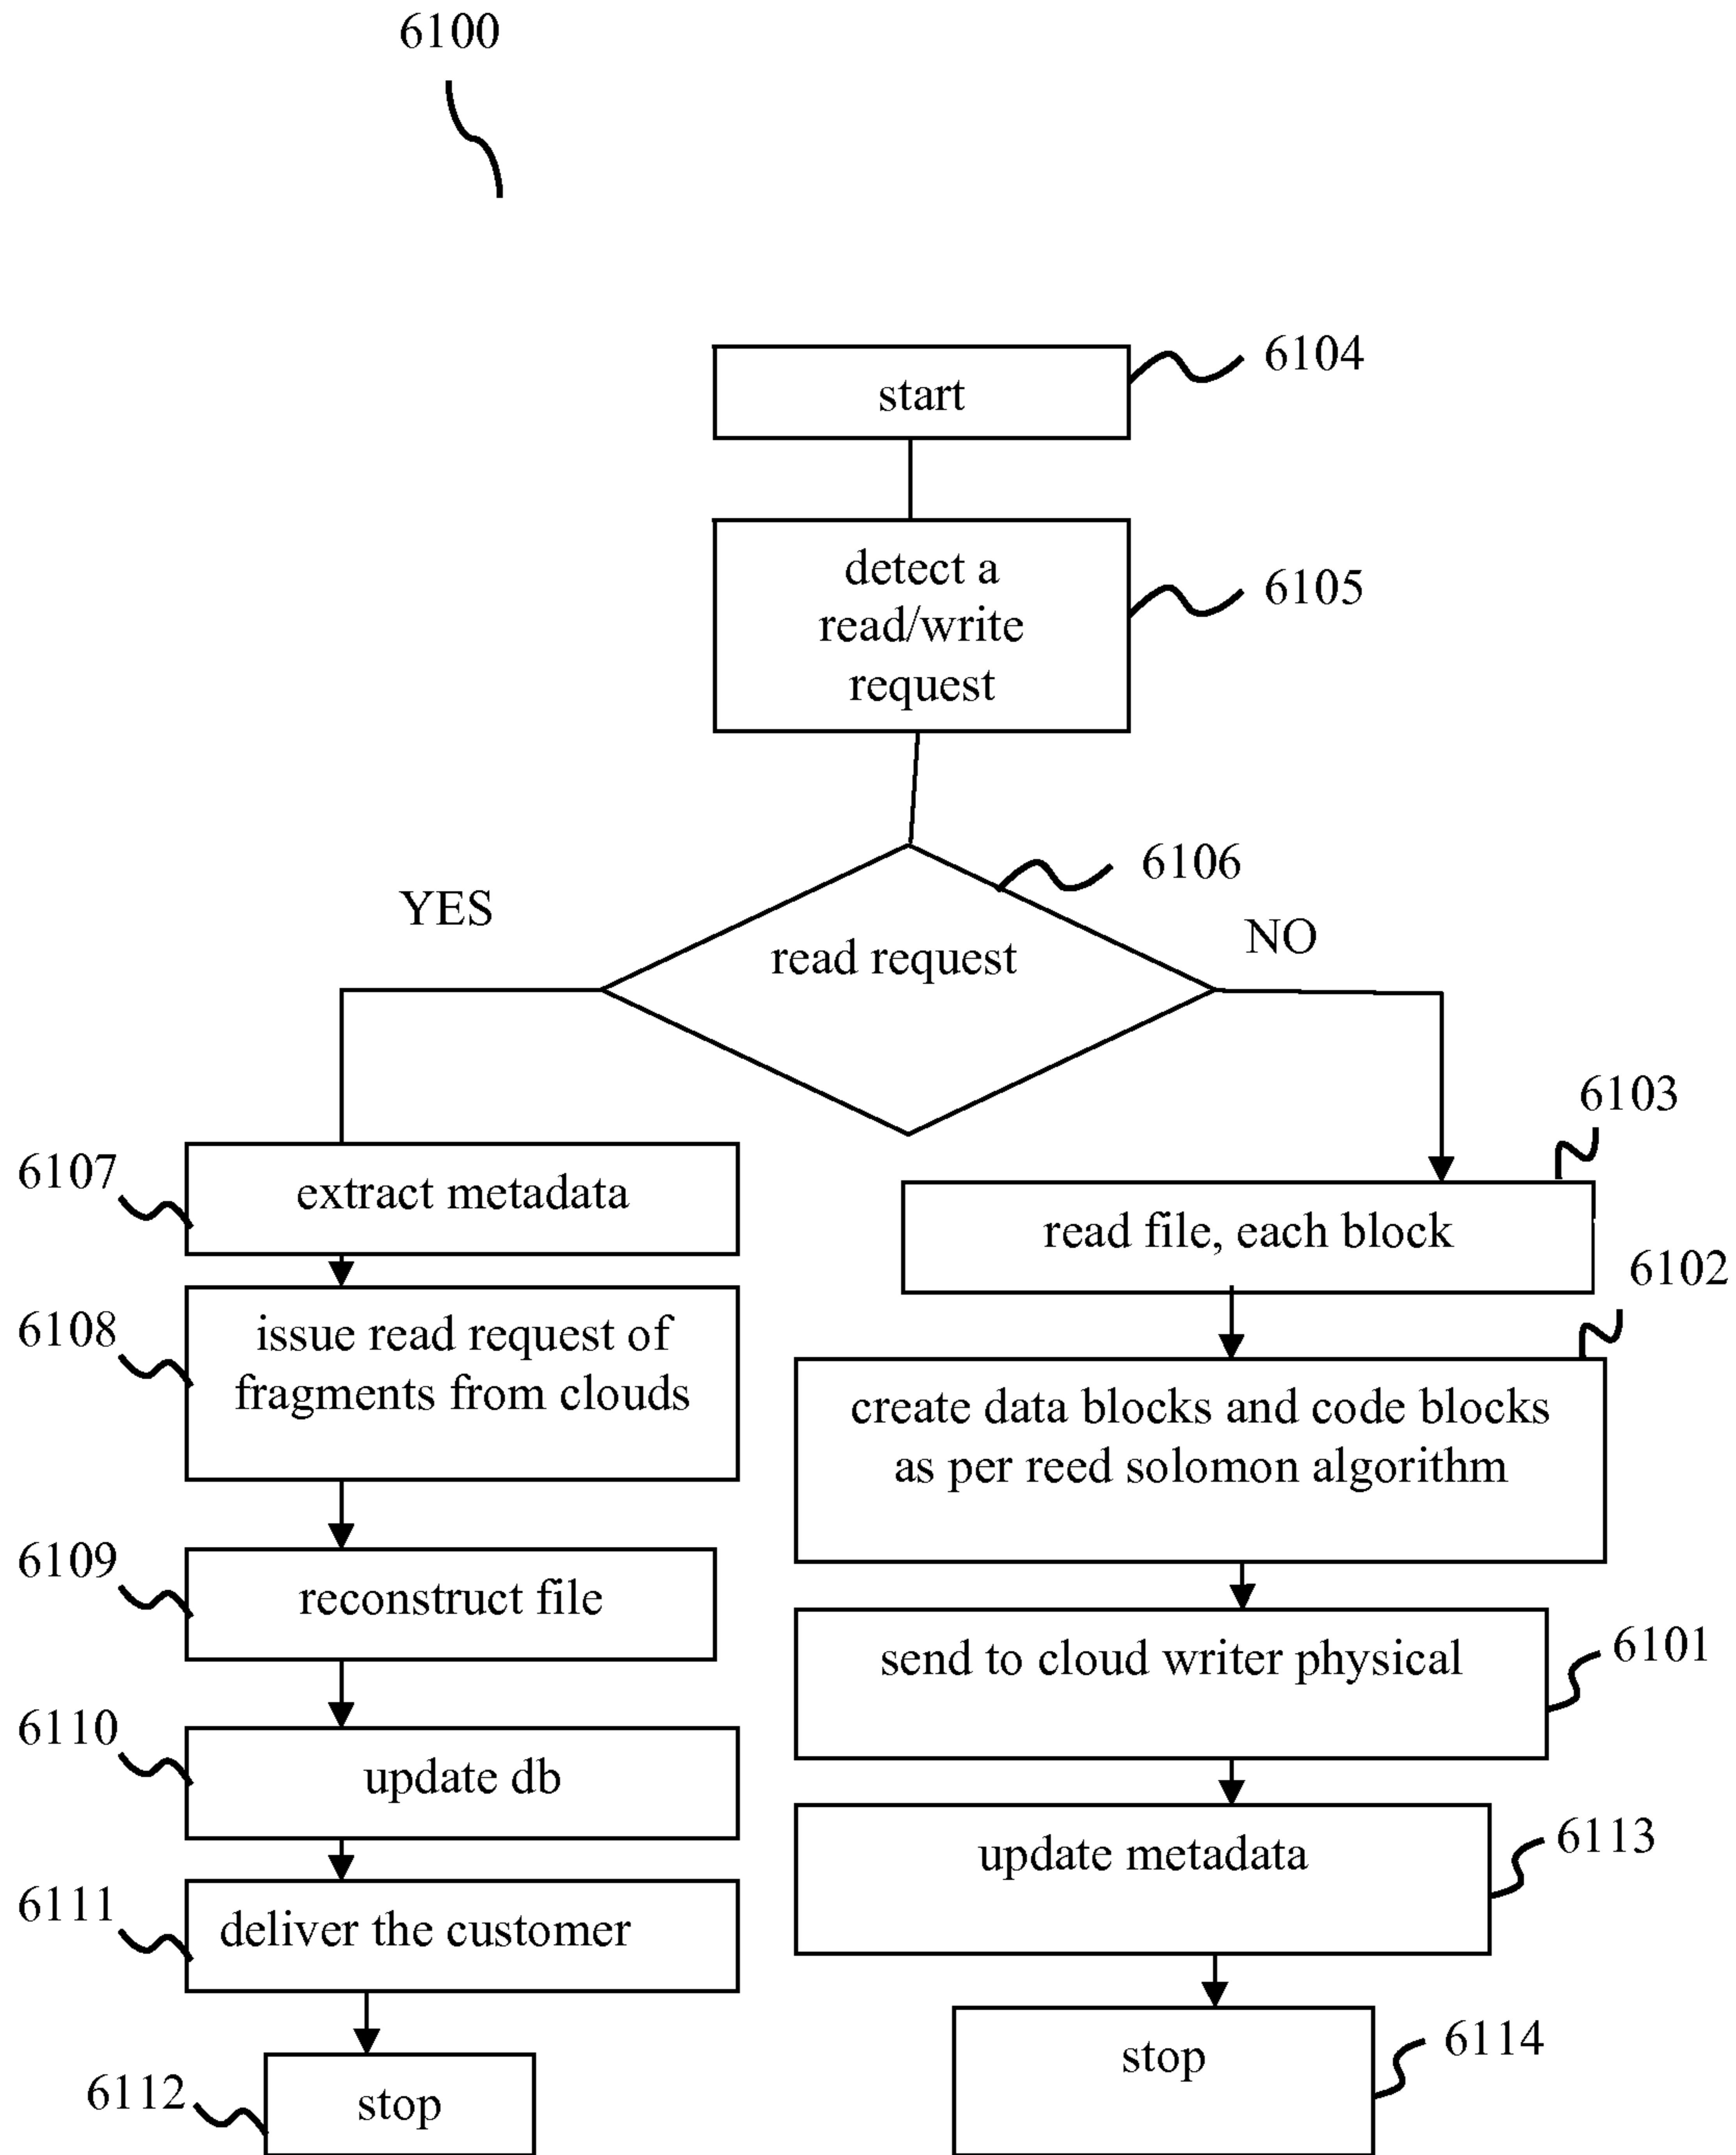 6100
start
6104
detect a
read/write
request
6105
6106
YES
read request
NO
6103
6107
extract metadata
read file, each block
6102
6108
issue read request of
fragments from clouds
create data blocks and code blocks
as per reed solomon algorithm
6109
reconstruct file
send to cloud writer physical
6101
6110
update db
update metadata
6113
6111
deliver the customer
6112
stop
stop
6114